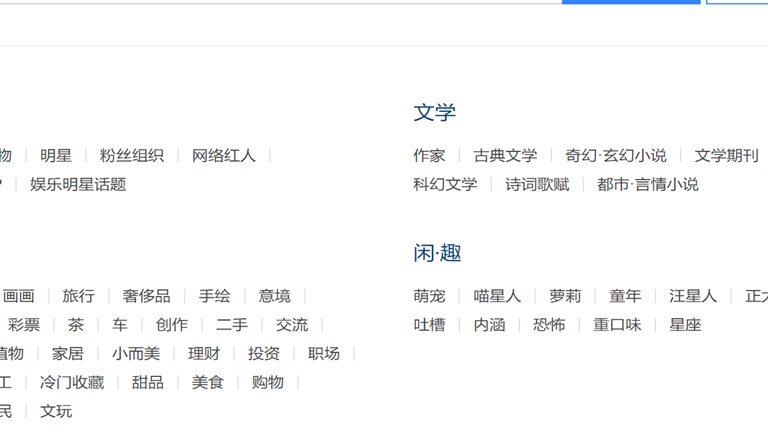 物 | 明星 | 粉丝组织 | 网络红人 |
娱乐明星话题
画画 | 旅行 | 奢侈品 | 手绘 | 意境 |
彩票 | 茶 | 车 | 创作 | 二手 | 交流 |
植物 | 家居 | 小而美 | 理财 | 投资 | 职场 |
工 | 冷门收藏 | 甜品 | 美食 | 购物 |
民 | 文玩
文学
作家 | 古典文学 | 奇幻·玄幻小说 | 文学期刊
科幻文学 | 诗词歌赋 | 都市·言情小说
闲·趣
萌宠 | 喵星人 | 萝莉 | 童年 | 汪星人 | 正
吐槽 | 内涵 | 恐怖 | 重口味 | 星座